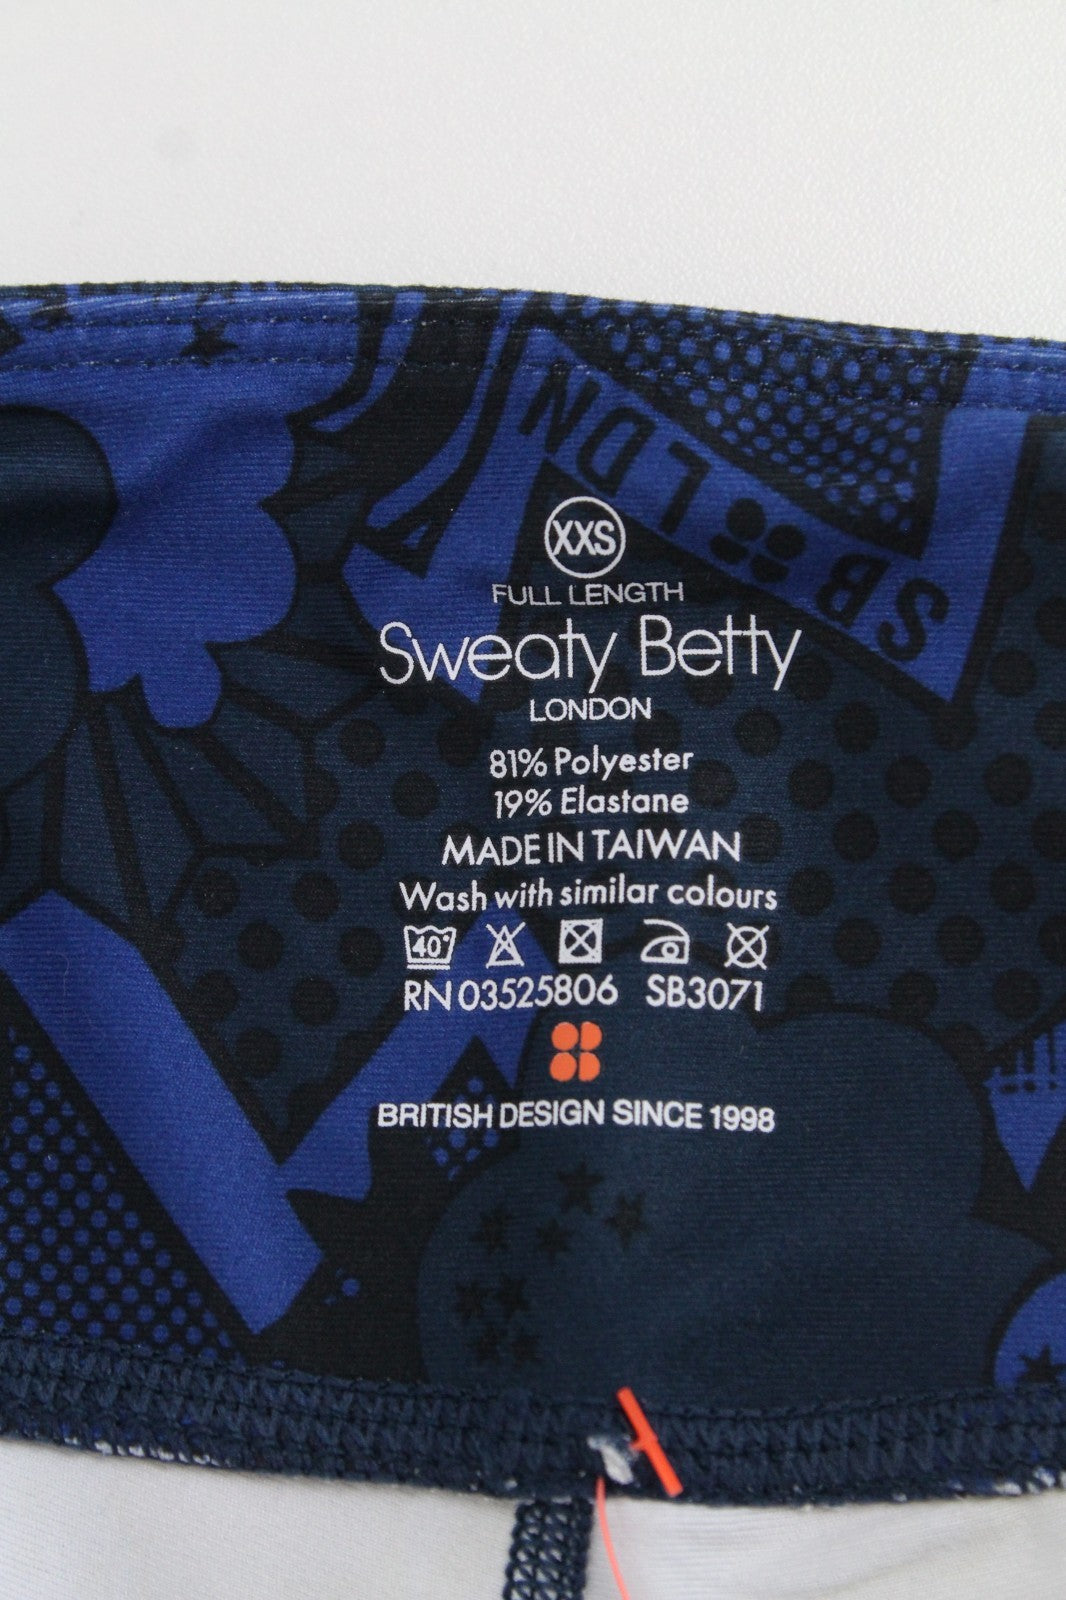 SB LDN
XXS
FULL LENGTH
Sweaty Betty
LONDON
81% Polyester
19% Elastane
MADE IN TAIWAN
Wash with similar colours
40°
RN 03525806 SB3071
BRITISH DESIGN SINCE 1998